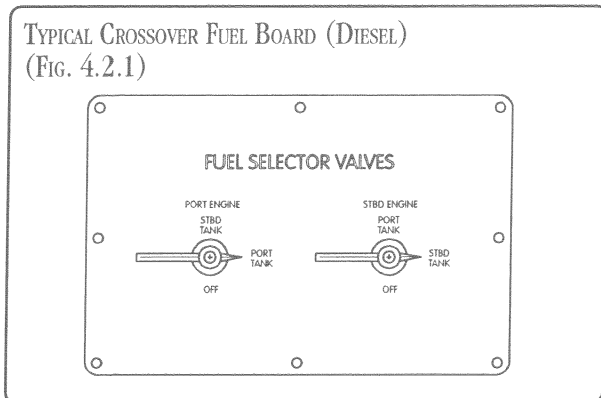 TYPICAL CROSSOVER FUEL BOARD (DIESEL)
(FIG. 4.2.1)
FUEL SELECTOR VALVES
PORT ENGINE
STBD
TANK
PORT
TANK
OFF
STBD ENGINE
PORT
TANK
STBD
TANK
OFF